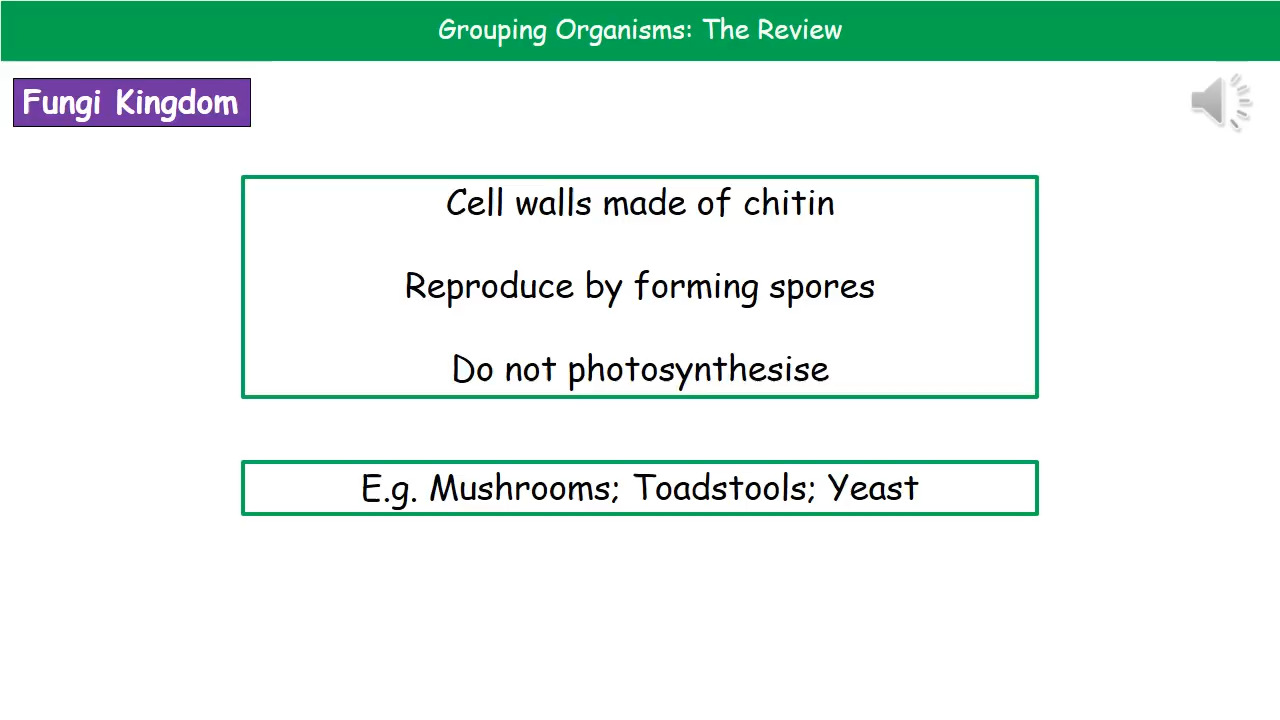 Grouping Organisms: The Review
Fungi Kingdom
Cell walls made of chitin
Reproduce by forming spores
Do not photosynthesise
E.g. Mushrooms; Toadstools; Yeast